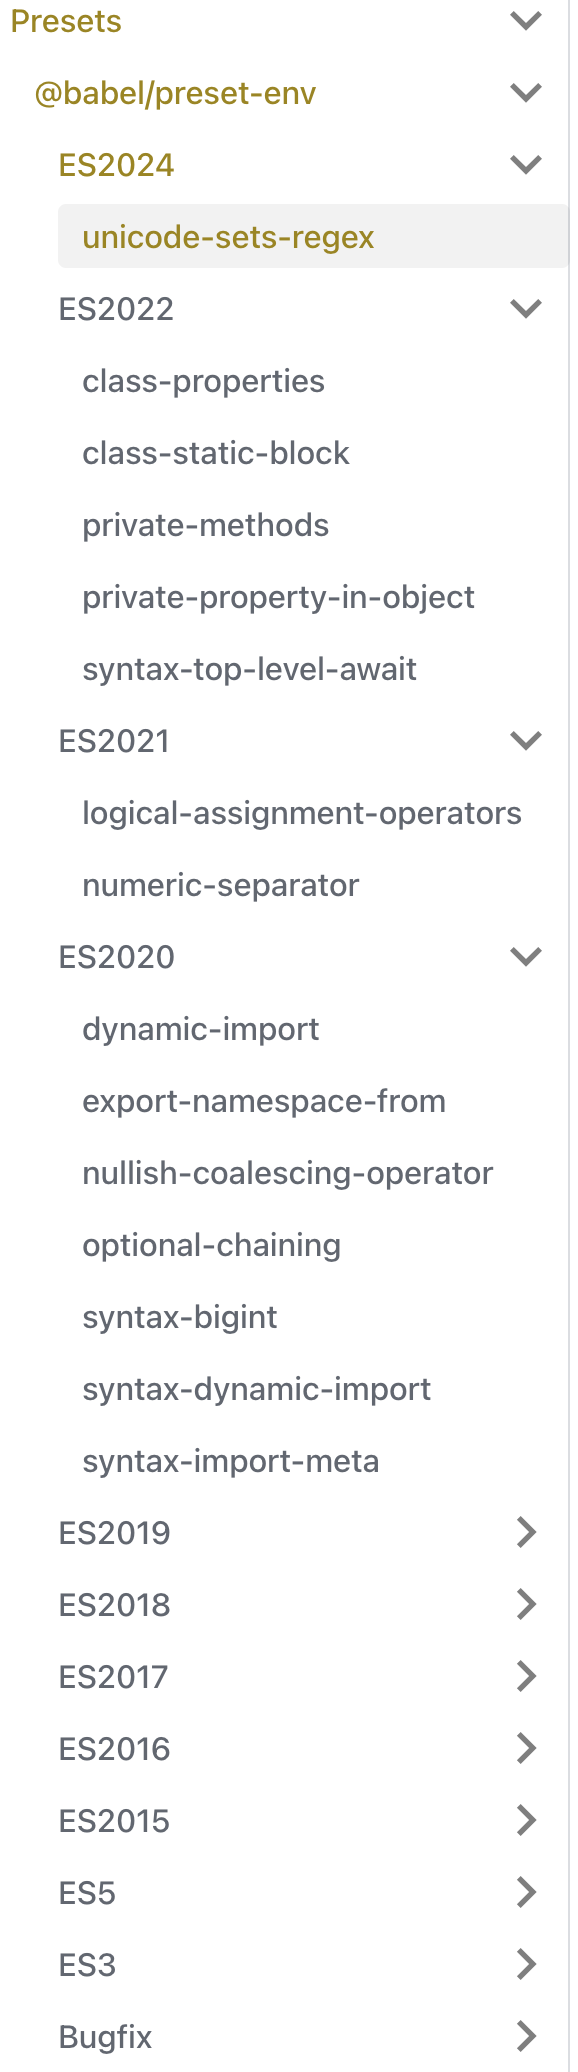 Presets
@babel/preset-env
ES2024
unicode-sets-regex
ES2022
class-properties
class-static-block
private-methods
private-property-in-object
syntax-top-level-await
ES2021
logical-assignment-operators
numeric-separator
ES2020
dynamic-import
export-namespace-from
nullish-coalescing-operator
optional-chaining
syntax-bigint
syntax-dynamic-import
syntax-import-meta
ES2019
ES2018
ES2017
ES2016
ES2015
ES5
ES3
Bugfix